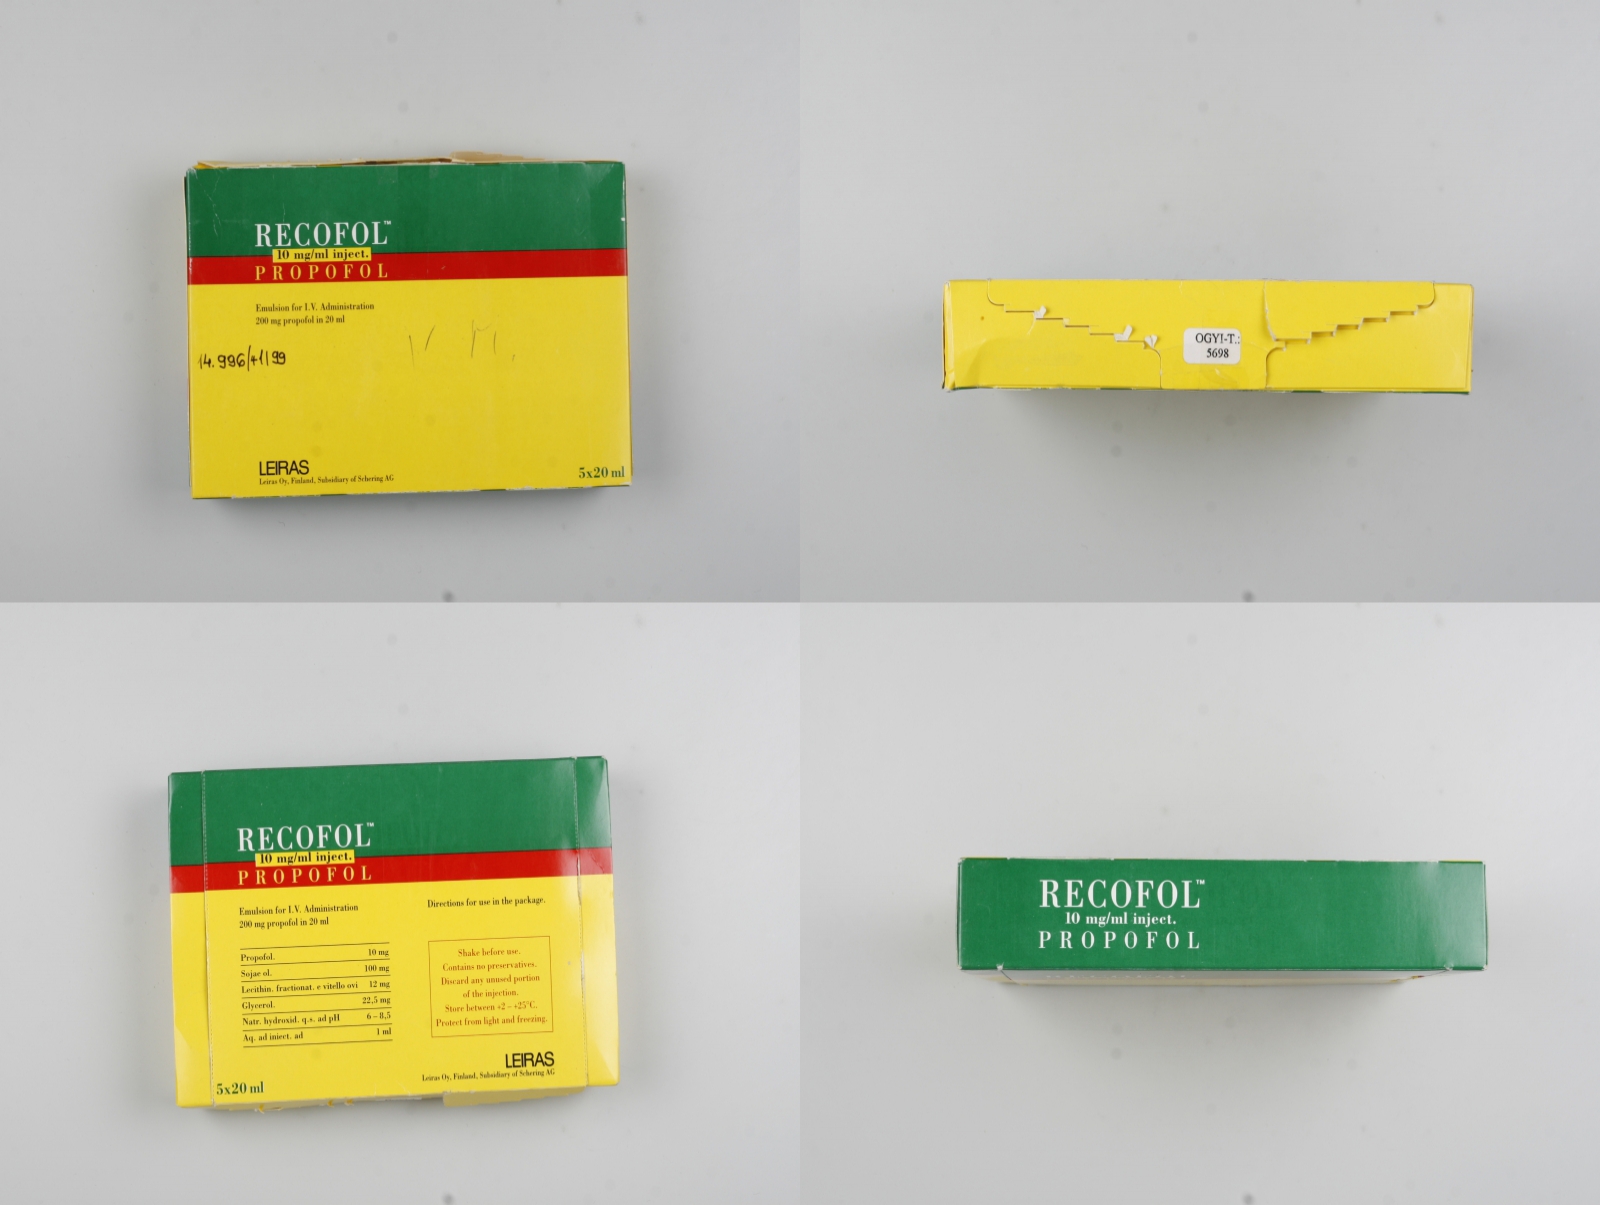 RECOFOL™
10 mg/ml inject.
PROPOFOL
Emulsion for I.V. Administration
200 mg propofol in 20 ml
14.996/41/99
LEIRAS
Leiras Oy, Finland, Subsidiary of Schering AG
5x20 ml
OGYI-T.:
5698
RECOFOL™
10 mg/ml inject.
PROPOFOL
Emulsion for I.V. Administration
200 mg propofol in 20 ml
Directions for use in the package.
Propofol. 10 mg
Sojae ol. 100 mg
Lecithin. fractionat. e vitello ovi 12 mg
Glycerol. 22,5 mg
Natr. hydroxid. q.s. ad pH 6–8,5
Aq. ad inject. ad 1 ml
Shake before use.
Contains no preservatives.
Discard any unused portion
of the injection.
Store between +2 – +25°C.
Protect from light and freezing.
LEIRAS
Leiras Oy, Finland, Subsidiary of Schering AG
5x20 ml
RECOFOL™
10 mg/ml inject.
PROPOFOL